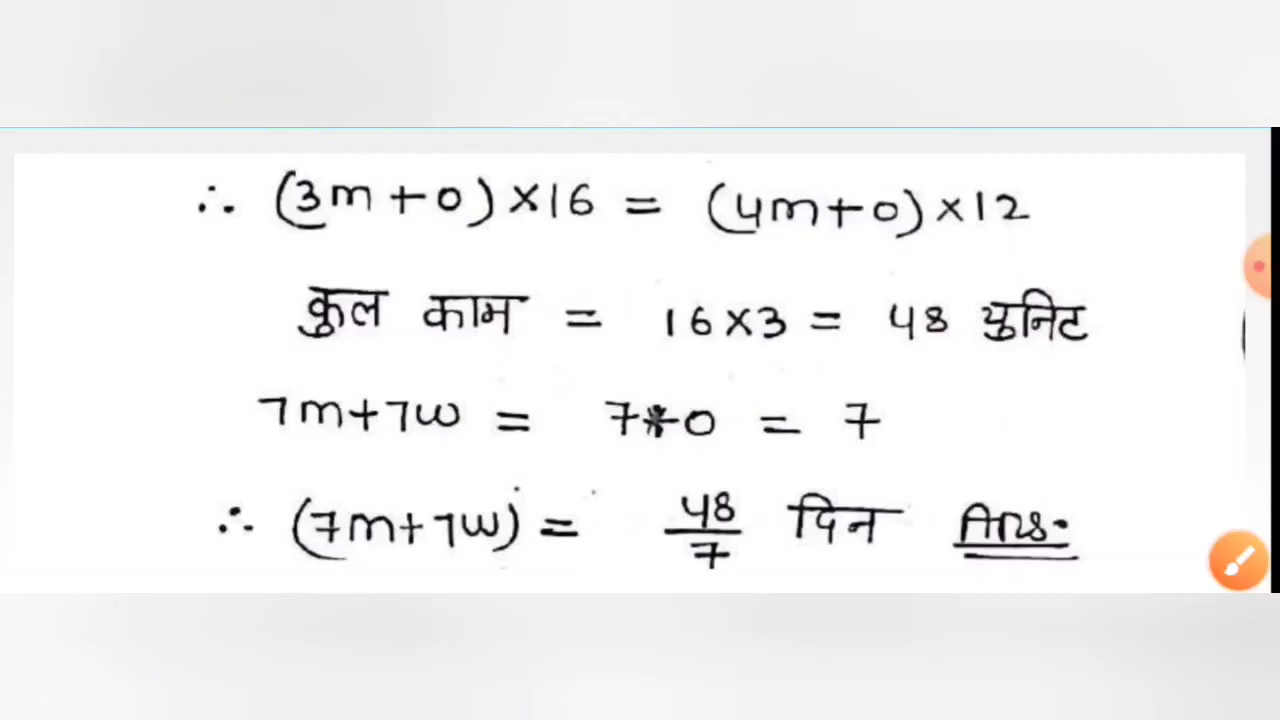 ∴ (3m+0)×16 = (4m+0)×12
कुल काम = 16×3 = 48 युनिट
7m+7w = 7+0 = 7
∴ (7m+7w) = 48/7 दिन Ans.